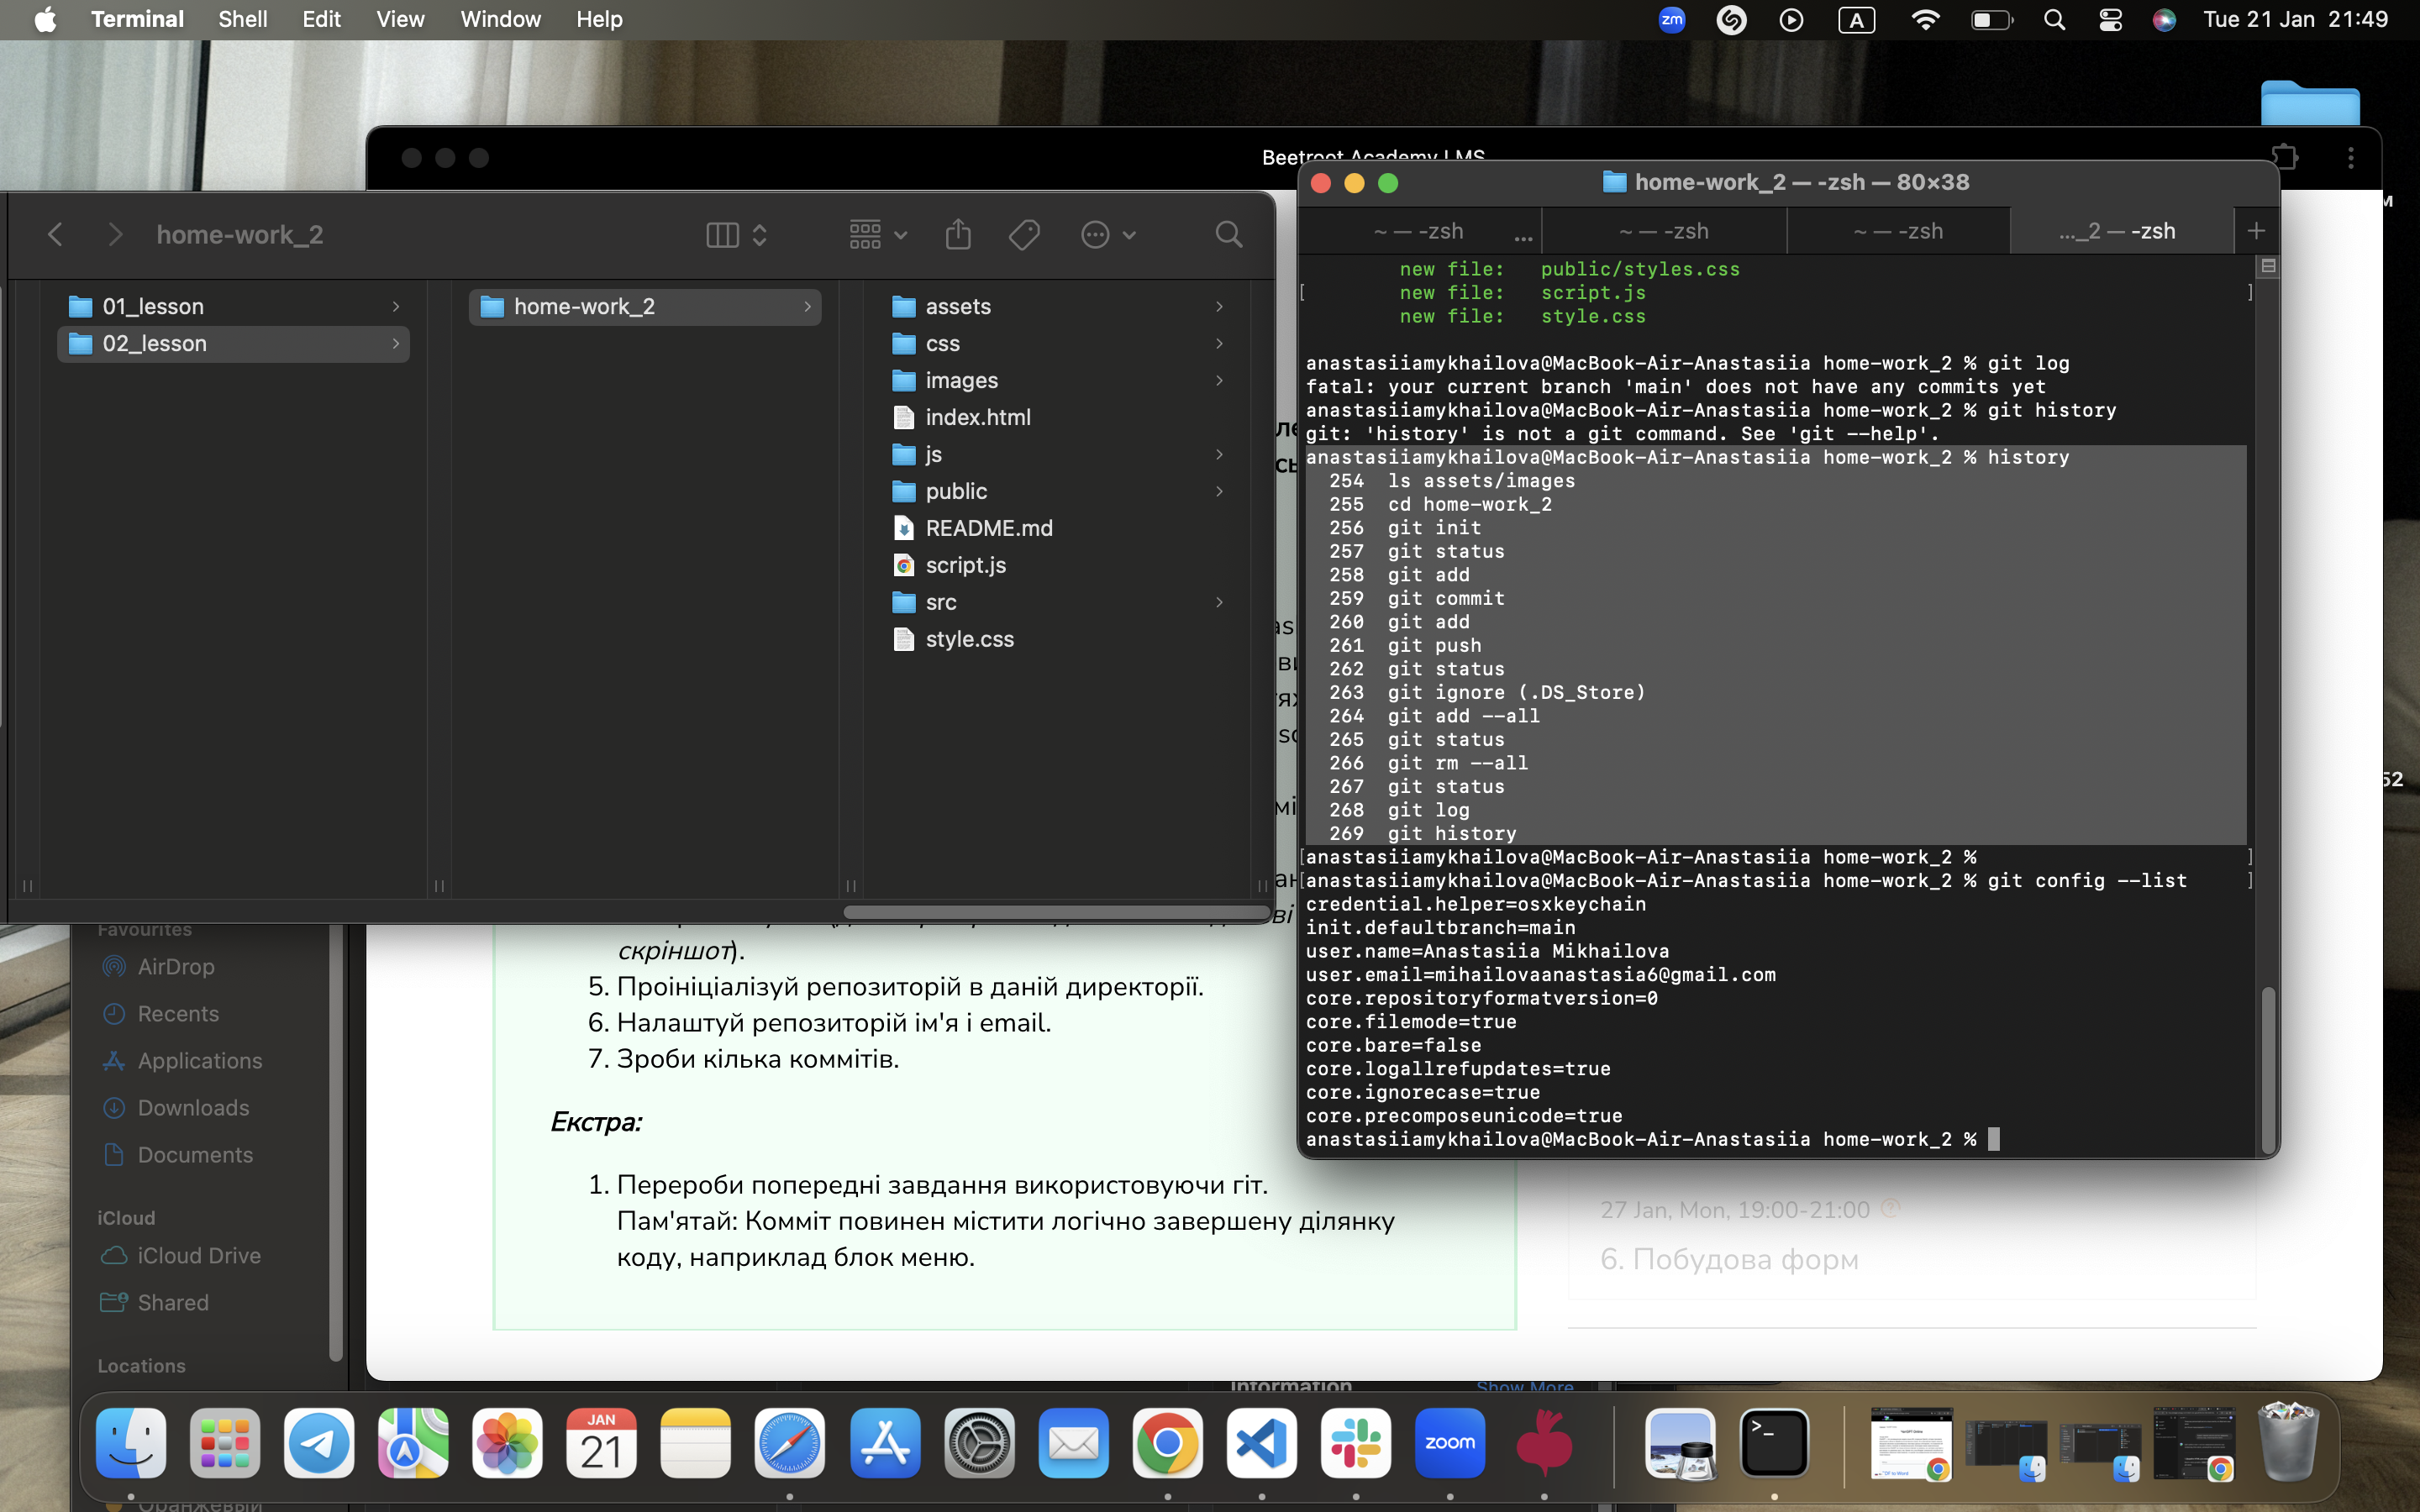 Terminal Shell Edit View Window Help
zm A Tue 21 Jan 21:49
Beetroot Academy LMS
home-work_2
01_lesson
02_lesson
home-work_2
assets
css
images
index.html
js
public
README.md
script.js
src
style.css
home-work_2 — -zsh — 80×38
~ — -zsh ... ~ — -zsh ~ — -zsh ..._2 — -zsh +
new file: public/styles.css
[ new file: script.js ]
new file: style.css
anastasiiamykhailova@MacBook-Air-Anastasiia home-work_2 % git log
fatal: your current branch 'main' does not have any commits yet
anastasiiamykhailova@MacBook-Air-Anastasiia home-work_2 % git history
git: 'history' is not a git command. See 'git --help'.
anastasiiamykhailova@MacBook-Air-Anastasiia home-work_2 % history
254 ls assets/images
255 cd home-work_2
256 git init
257 git status
258 git add
259 git commit
260 git add
261 git push
262 git status
263 git ignore (.DS_Store)
264 git add --all
265 git status
266 git rm --all
267 git status
268 git log
269 git history
[anastasiiamykhailova@MacBook-Air-Anastasiia home-work_2 % ]
[anastasiiamykhailova@MacBook-Air-Anastasiia home-work_2 % git config --list ]
credential.helper=osxkeychain
init.defaultbranch=main
user.name=Anastasiia Mikhailova
user.email=mihailovaanastasia6@gmail.com
core.repositoryformatversion=0
core.filemode=true
core.bare=false
core.logallrefupdates=true
core.ignorecase=true
core.precomposeunicode=true
anastasiiamykhailova@MacBook-Air-Anastasiia home-work_2 %
52
скріншот).
5. Проініціалізуй репозиторій в даній директорії.
6. Налаштуй репозиторій ім'я і email.
7. Зроби кілька коммітів.
Екстра:
1. Перероби попередні завдання використовуючи гіт.
Пам'ятай: Комміт повинен містити логічно завершену ділянку
коду, наприклад блок меню.
27 Jan, Mon, 19:00-21:00
6. Побудова форм
Favourites
AirDrop
Recents
Applications
Downloads
Documents
iCloud
iCloud Drive
Shared
Locations
Оранжевый
Information Show More
JAN
21
zoom